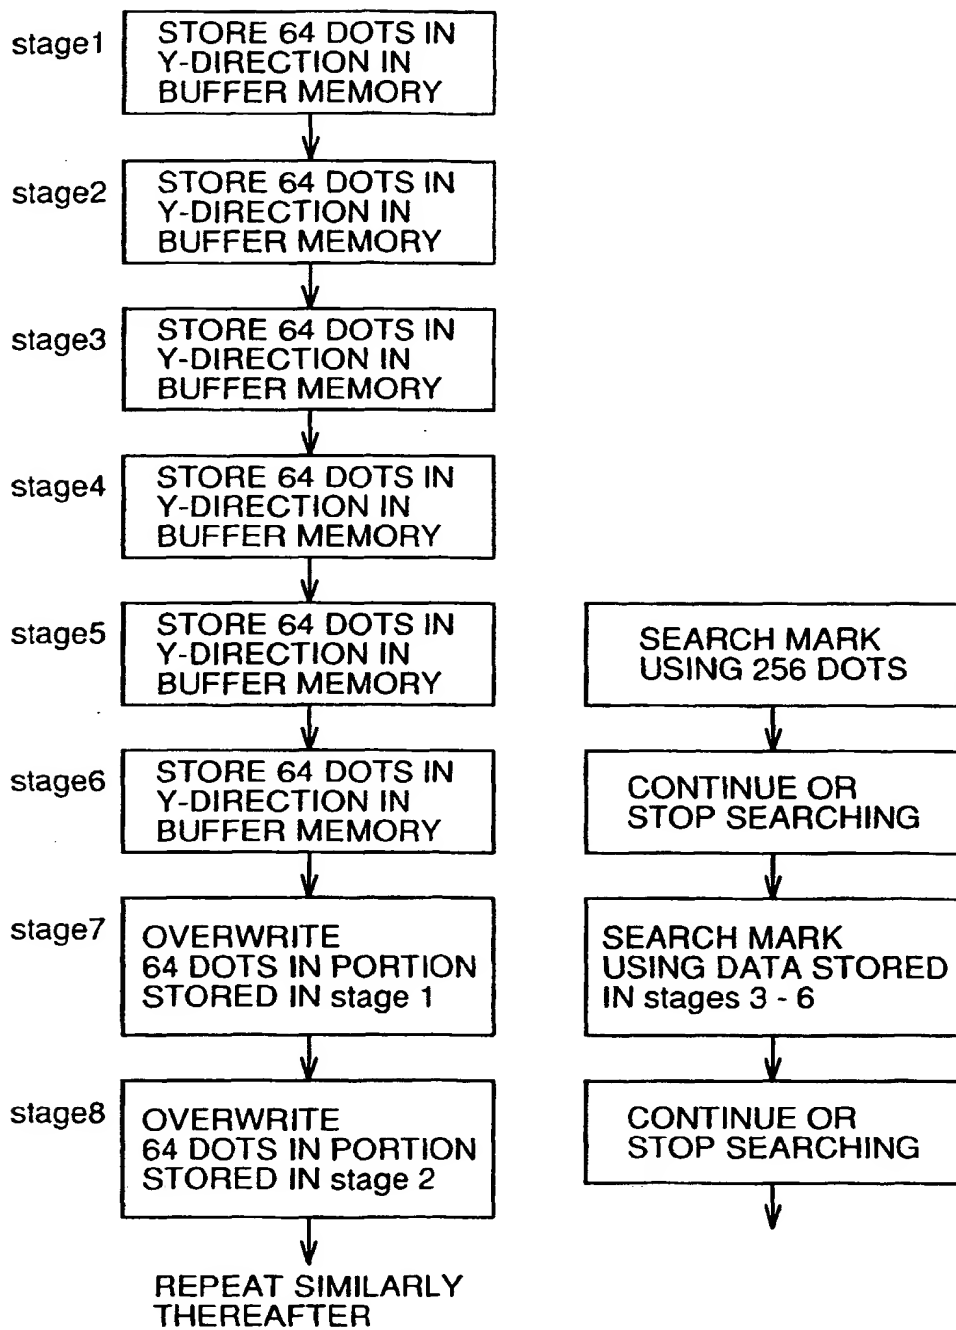 stage1
STORE 64 DOTS IN
Y-DIRECTION IN
BUFFER MEMORY
stage2
STORE 64 DOTS IN
Y-DIRECTION IN
BUFFER MEMORY
stage3
STORE 64 DOTS IN
Y-DIRECTION IN
BUFFER MEMORY
stage4
STORE 64 DOTS IN
Y-DIRECTION IN
BUFFER MEMORY
stage5
STORE 64 DOTS IN
Y-DIRECTION IN
BUFFER MEMORY
SEARCH MARK
USING 256 DOTS
stage6
STORE 64 DOTS IN
Y-DIRECTION IN
BUFFER MEMORY
CONTINUE OR
STOP SEARCHING
stage7
OVERWRITE
64 DOTS IN PORTION
STORED IN stage 1
SEARCH MARK
USING DATA STORED
IN stages 3 - 6
stage8
OVERWRITE
64 DOTS IN PORTION
STORED IN stage 2
CONTINUE OR
STOP SEARCHING
REPEAT SIMILARLY
THEREAFTER